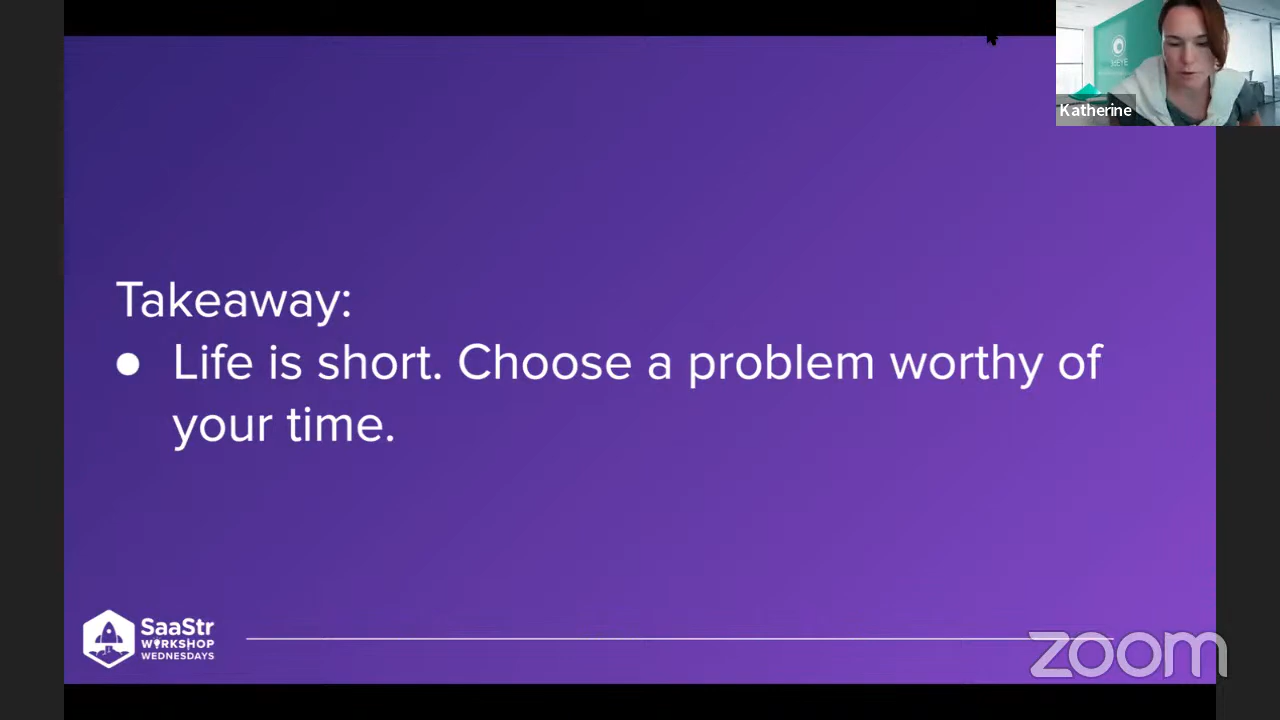 Katherine
Takeaway:
● Life is short. Choose a problem worthy of
your time.
SaaStr
WORKSHOP
WEDNESDAYS
zoom